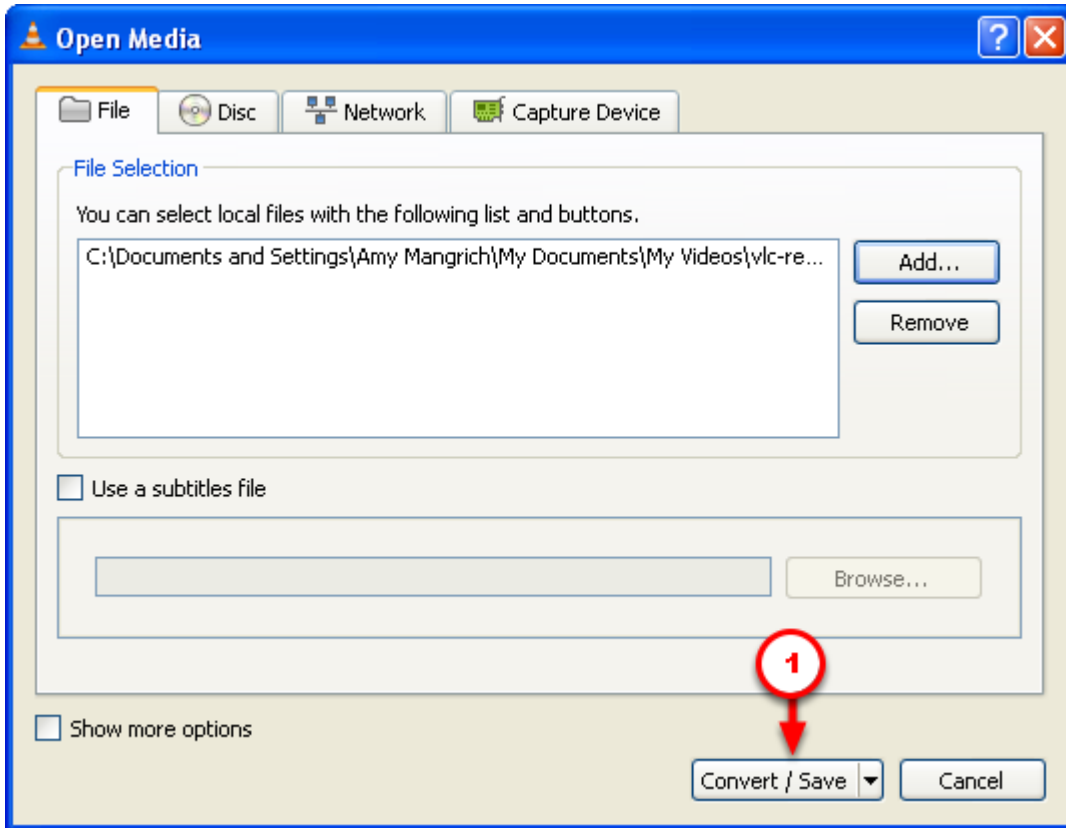 Open Media
File
Disc
Network
Capture Device
File Selection
You can select local files with the following list and buttons.
C:\Documents and Settings\Amy Mangrich\My Documents\My Videos\vlc-re...
Add...
Remove
Use a subtitles file
Browse...
1
Show more options
Convert / Save
Cancel